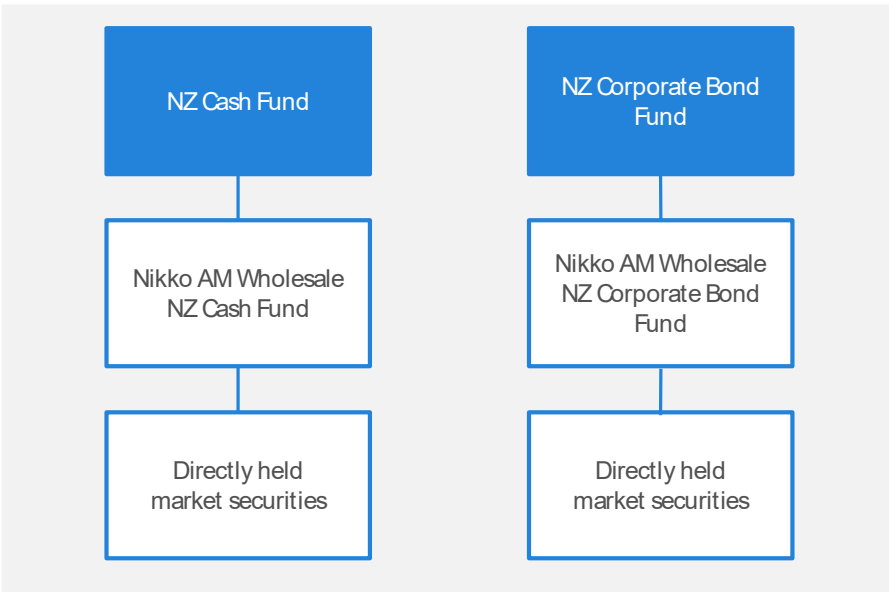 NZ Cash Fund
NZ Corporate Bond
Fund
Nikko AM Wholesale
NZ Cash Fund
Nikko AM Wholesale
NZ Corporate Bond
Fund
Directly held
market securities
Directly held
market securities